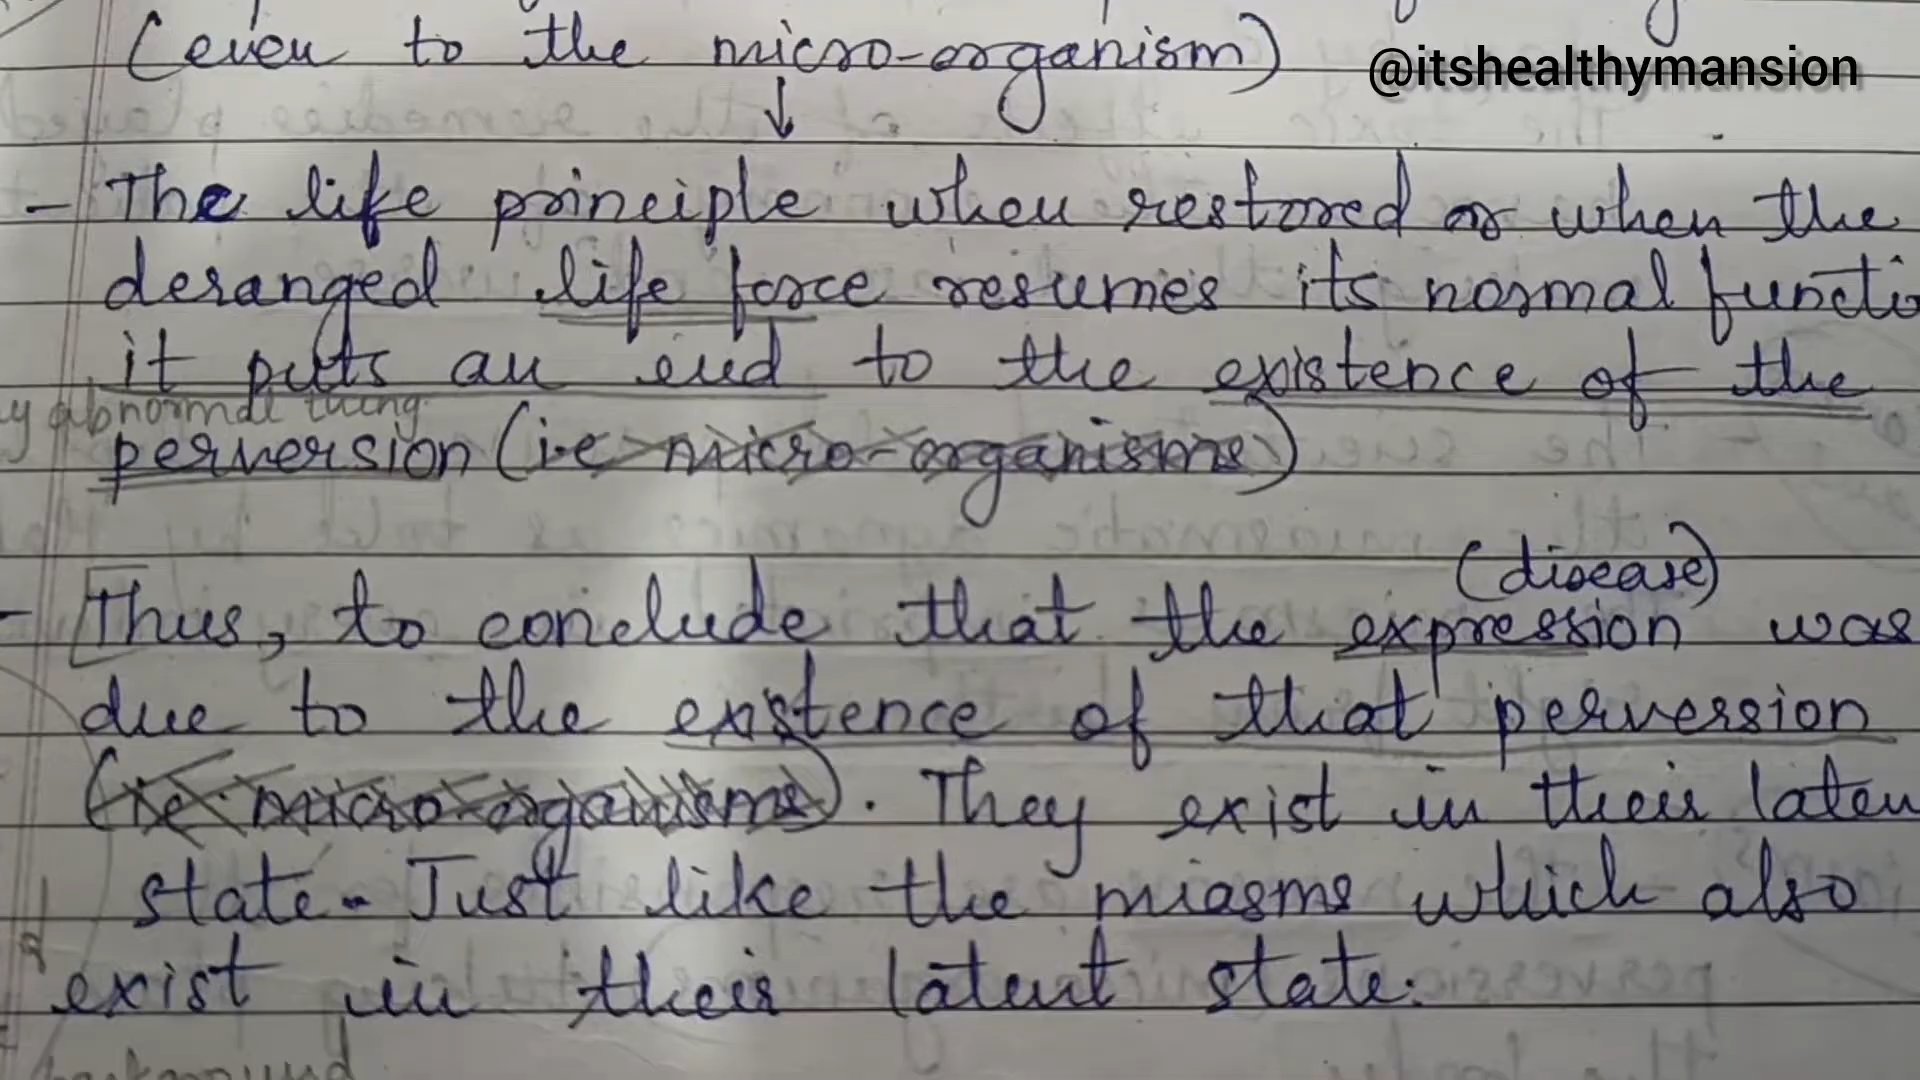 (even to the micro-organism)
@itshealthymansion
↓
- The life principle when restored or when the
deranged life force resumes its normal functio
it puts an end to the existence of the
y abnormal thing
perversion (i.e micro-organisms)
(disease)
- Thus, to conclude that the expression was
due to the existence of that perversion
(i.e. micro-organisms). They exist in their laten
state. Just like the miasms which also
exist in their latent state.
background